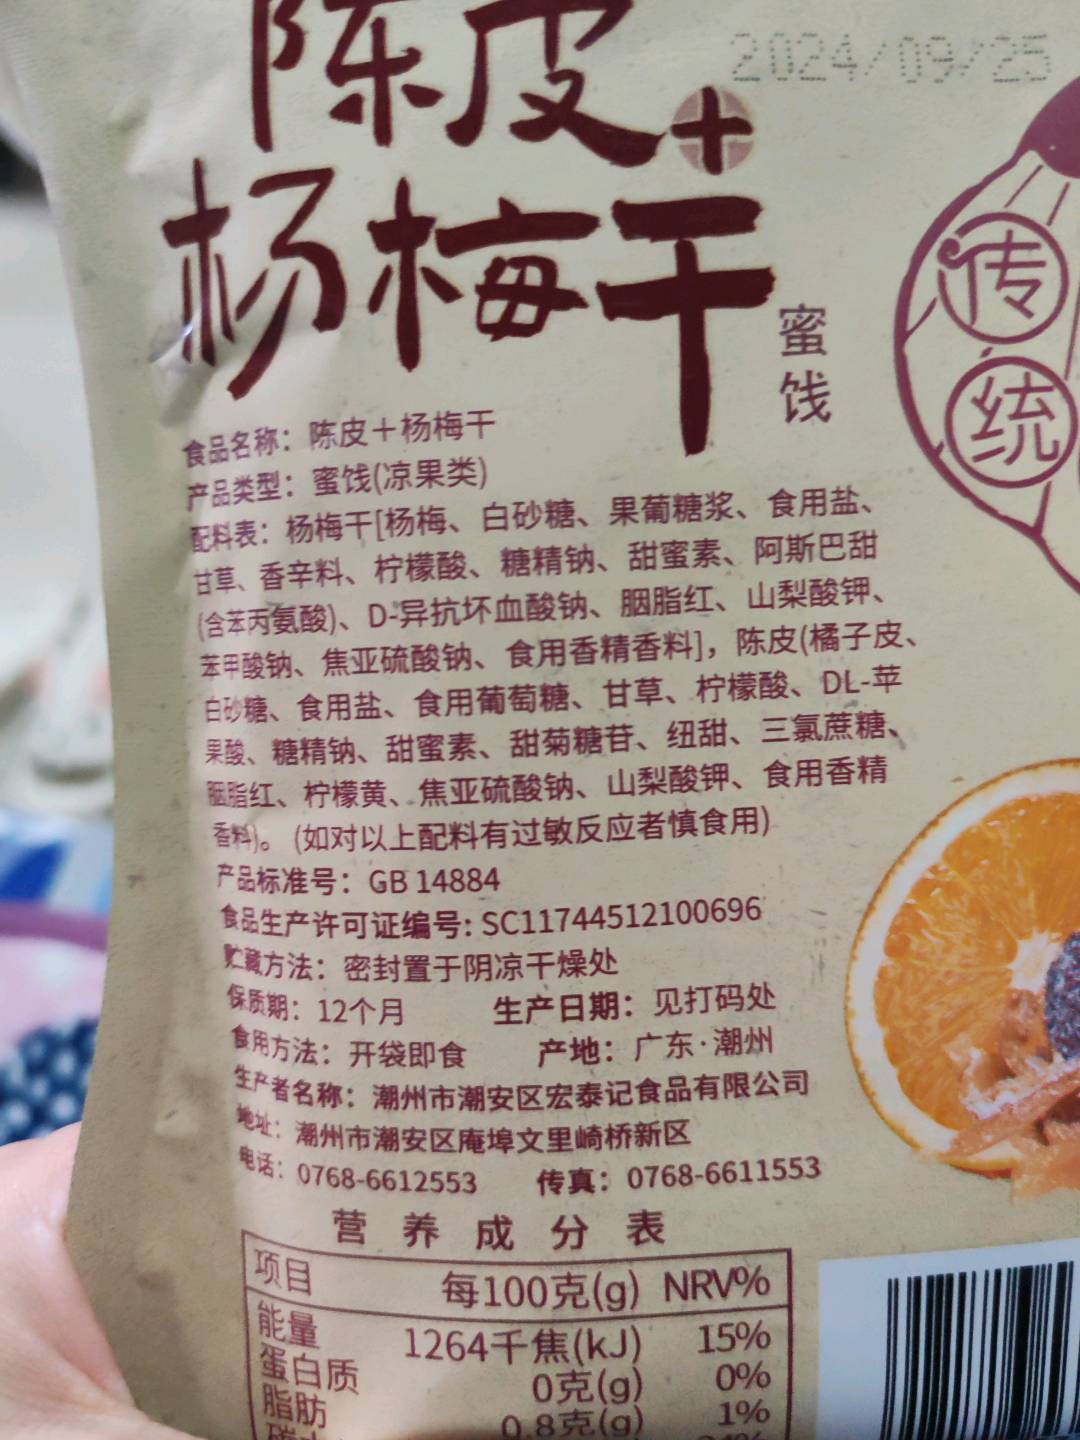 2024/09/25
陈皮+
杨梅干
蜜饯
传统
食品名称：陈皮＋杨梅干
产品类型：蜜饯(凉果类)
配料表：杨梅干[杨梅、白砂糖、果葡糖浆、食用盐、
甘草、香辛料、柠檬酸、糖精钠、甜蜜素、阿斯巴甜
(含苯丙氨酸)、D-异抗坏血酸钠、胭脂红、山梨酸钾、
苯甲酸钠、焦亚硫酸钠、食用香精香料]，陈皮(橘子皮、
白砂糖、食用盐、食用葡萄糖、甘草、柠檬酸、DL-苹
果酸、糖精钠、甜蜜素、甜菊糖苷、纽甜、三氯蔗糖、
胭脂红、柠檬黄、焦亚硫酸钠、山梨酸钾、食用香精
香料)。(如对以上配料有过敏反应者慎食用)
产品标准号：GB 14884
食品生产许可证编号: SC11744512100696
贮藏方法：密封置于阴凉干燥处
保质期：12个月 生产日期：见打码处
食用方法：开袋即食 产地：广东·潮州
生产者名称：潮州市潮安区宏泰记食品有限公司
地址：潮州市潮安区庵埠文里崎桥新区
电话：0768-6612553 传真：0768-6611553
营养成分表
项目 每100克(g) NRV%
能量 1264千焦(kJ) 15%
蛋白质 0克(g) 0%
脂肪 0.8克(g) 1%